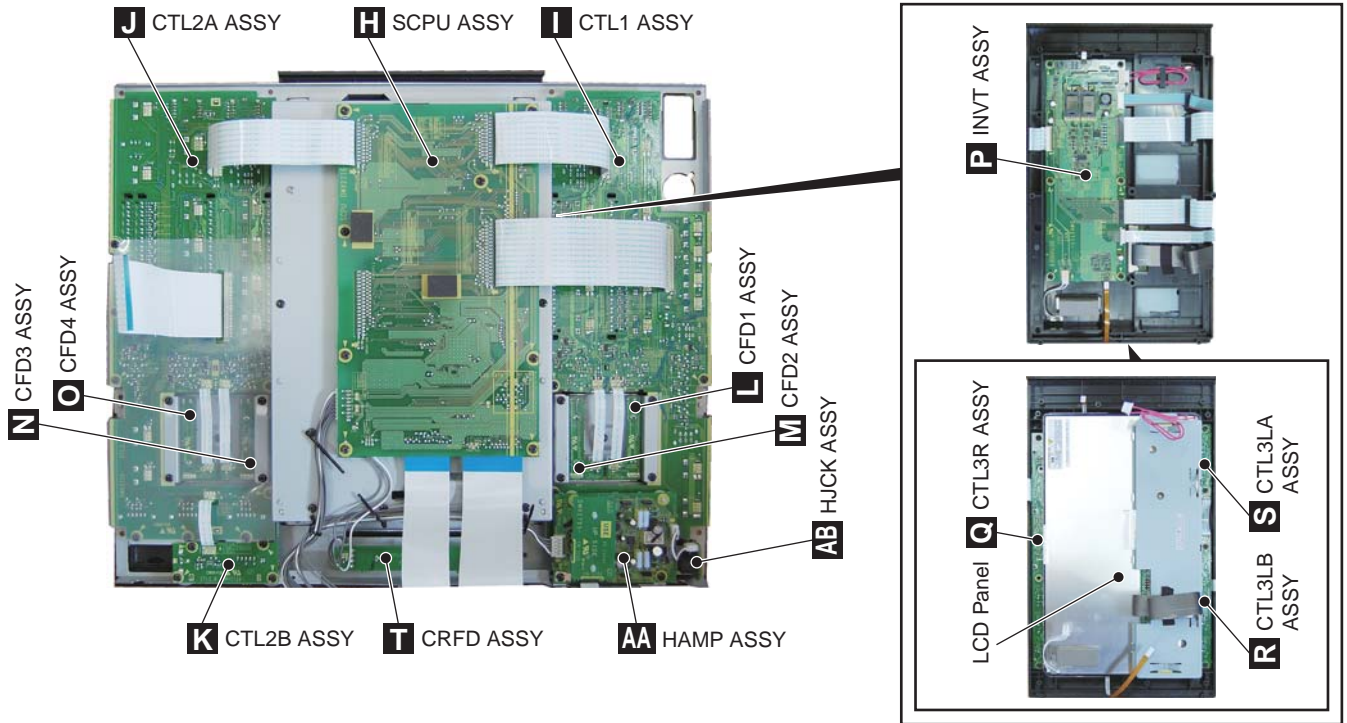 J CTL2A ASSY
H SCPU ASSY
I CTL1 ASSY
N CFD3 ASSY
O CFD4 ASSY
L CFD1 ASSY
M CFD2 ASSY
AB HJCK ASSY
K CTL2B ASSY
T CRFD ASSY
AA HAMP ASSY
P INVT ASSY
LCD Panel
Q CTL3R ASSY
S CTL3LA
ASSY
R CTL3LB
ASSY